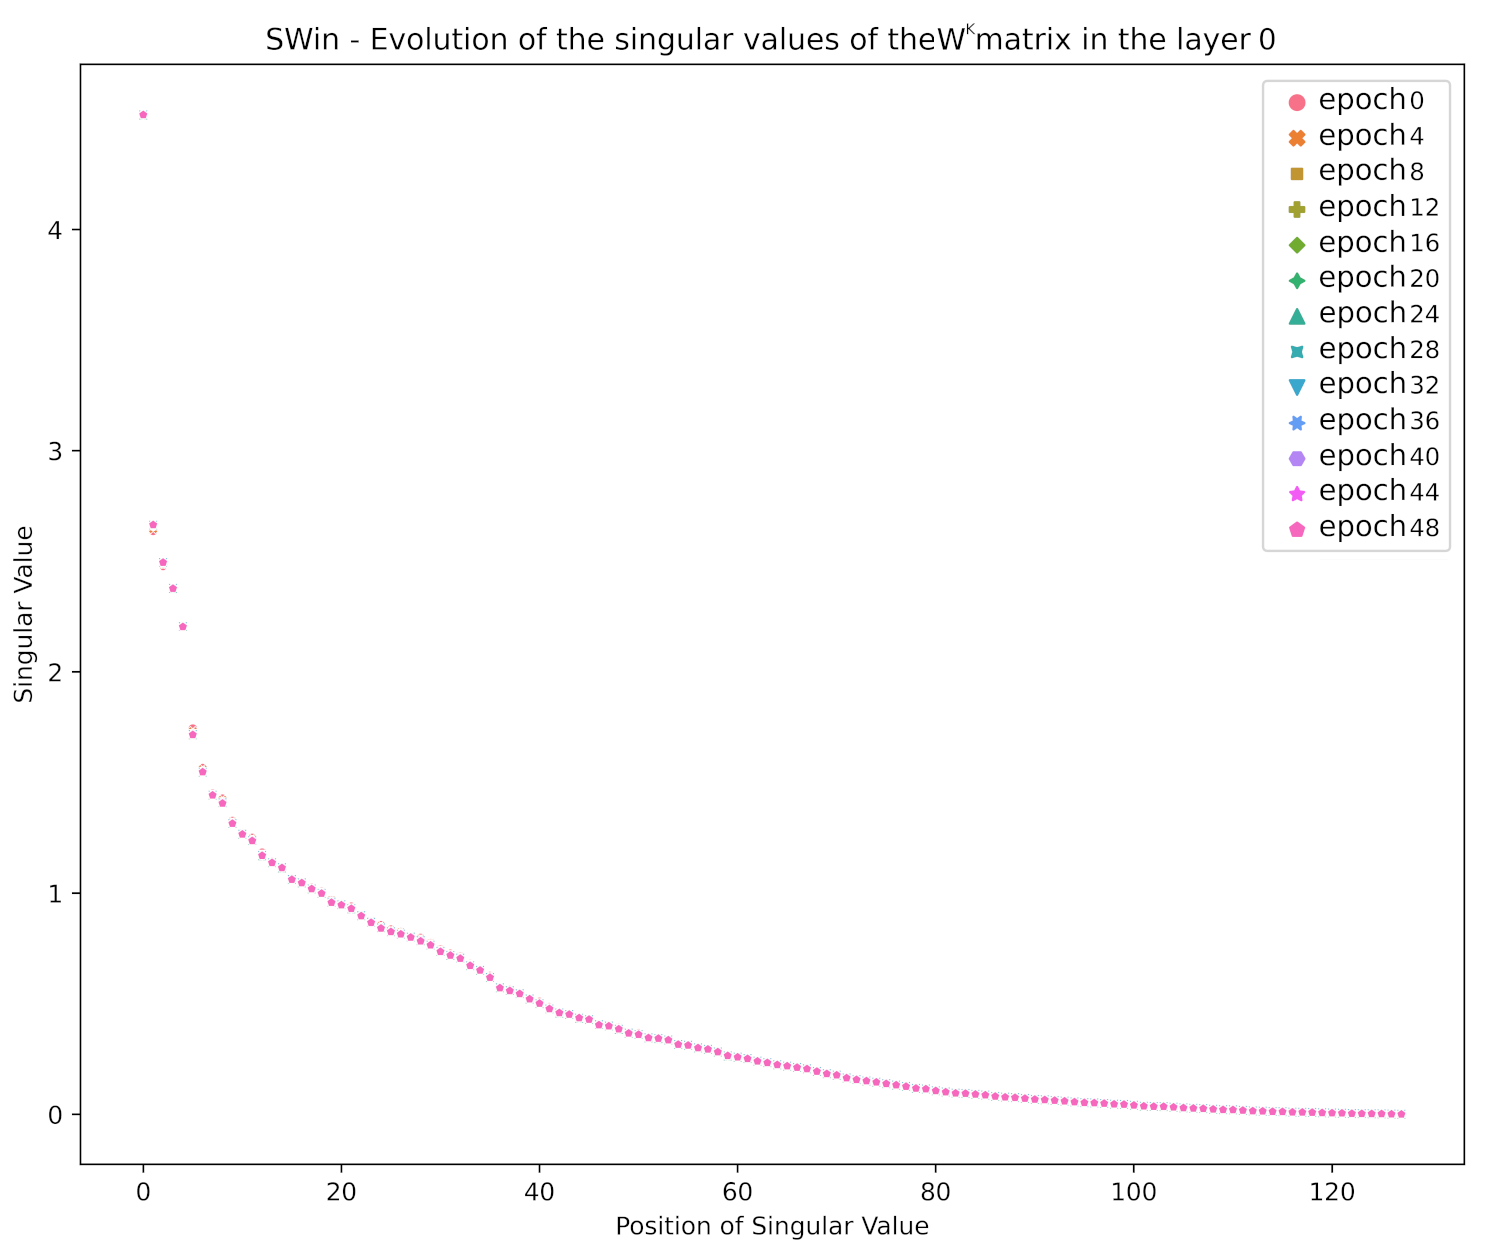 SWin - Evolution of the singular values of theW^K matrix in the layer 0
epoch 0
epoch 4
epoch 8
epoch 12
epoch 16
epoch 20
epoch 24
epoch 28
epoch 32
epoch 36
epoch 40
epoch 44
epoch 48
4
3
2
1
0
Singular Value
0 20 40 60 80 100 120
Position of Singular Value